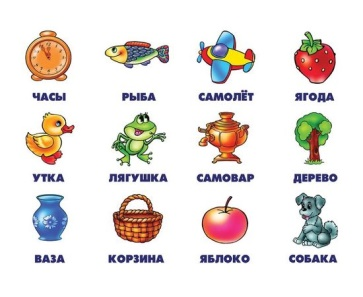 ЧАСЫ РЫБА САМОЛЁТ ЯГОДА
УТКА ЛЯГУШКА САМОВАР ДЕРЕВО
ВАЗА КОРЗИНА ЯБЛОКО СОБАКА